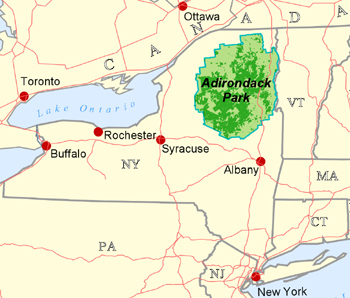 Ottawa
C A N A D A
Toronto
Lake Ontario
Adirondack
Park
VT
Rochester
Buffalo
Syracuse
NY
Albany
MA
CT
PA
NJ
New York